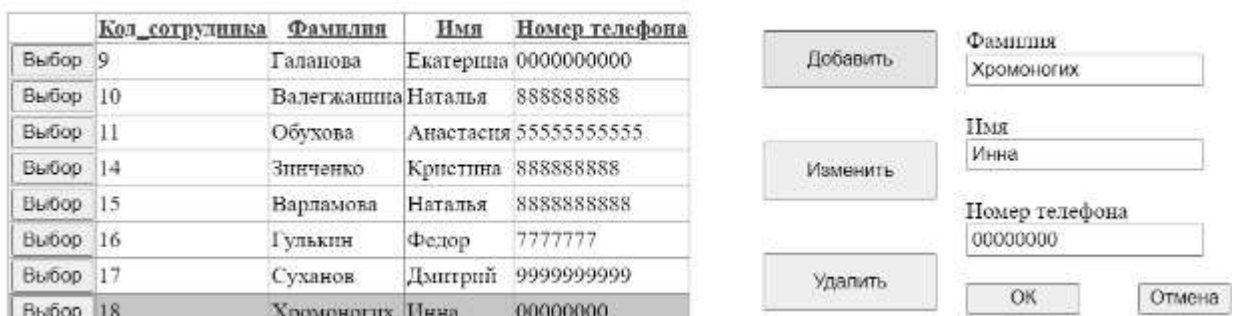 Код_сотрудника Фамилия Имя Номер телефона
Выбор 9 Галанова Екатерина 0000000000
Выбор 10 Валегжанина Наталья 888888888
Выбор 11 Обухова Анастасия 55555555555
Выбор 14 Зинченко Кристина 888888888
Выбор 15 Варламова Наталья 8888888888
Выбор 16 Гулькин Федор 7777777
Выбор 17 Суханов Дмитрий 9999999999
Выбор 18 Хромоногих Инна 00000000
Добавить
Изменить
Удалить
Фамилия
Хромоногих
Имя
Инна
Номер телефона
00000000
ОК Отмена